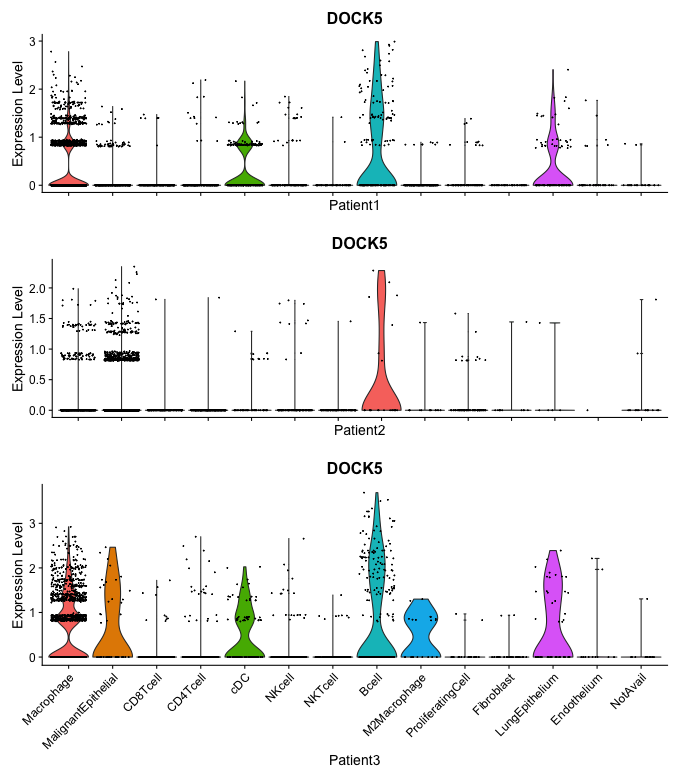 DOCK5
Expression Level
3
2
1
0
Patient1
DOCK5
Expression Level
2.0
1.5
1.0
0.5
0.0
Patient2
DOCK5
Expression Level
3
2
1
0
Macrophage
MalignantEpithelial
CD8Tcell
CD4Tcell
cDC
NKcell
NKTcell
Bcell
M2Macrophage
ProliferatingCell
Fibroblast
LungEpithelium
Endothelium
NotAvail
Patient3